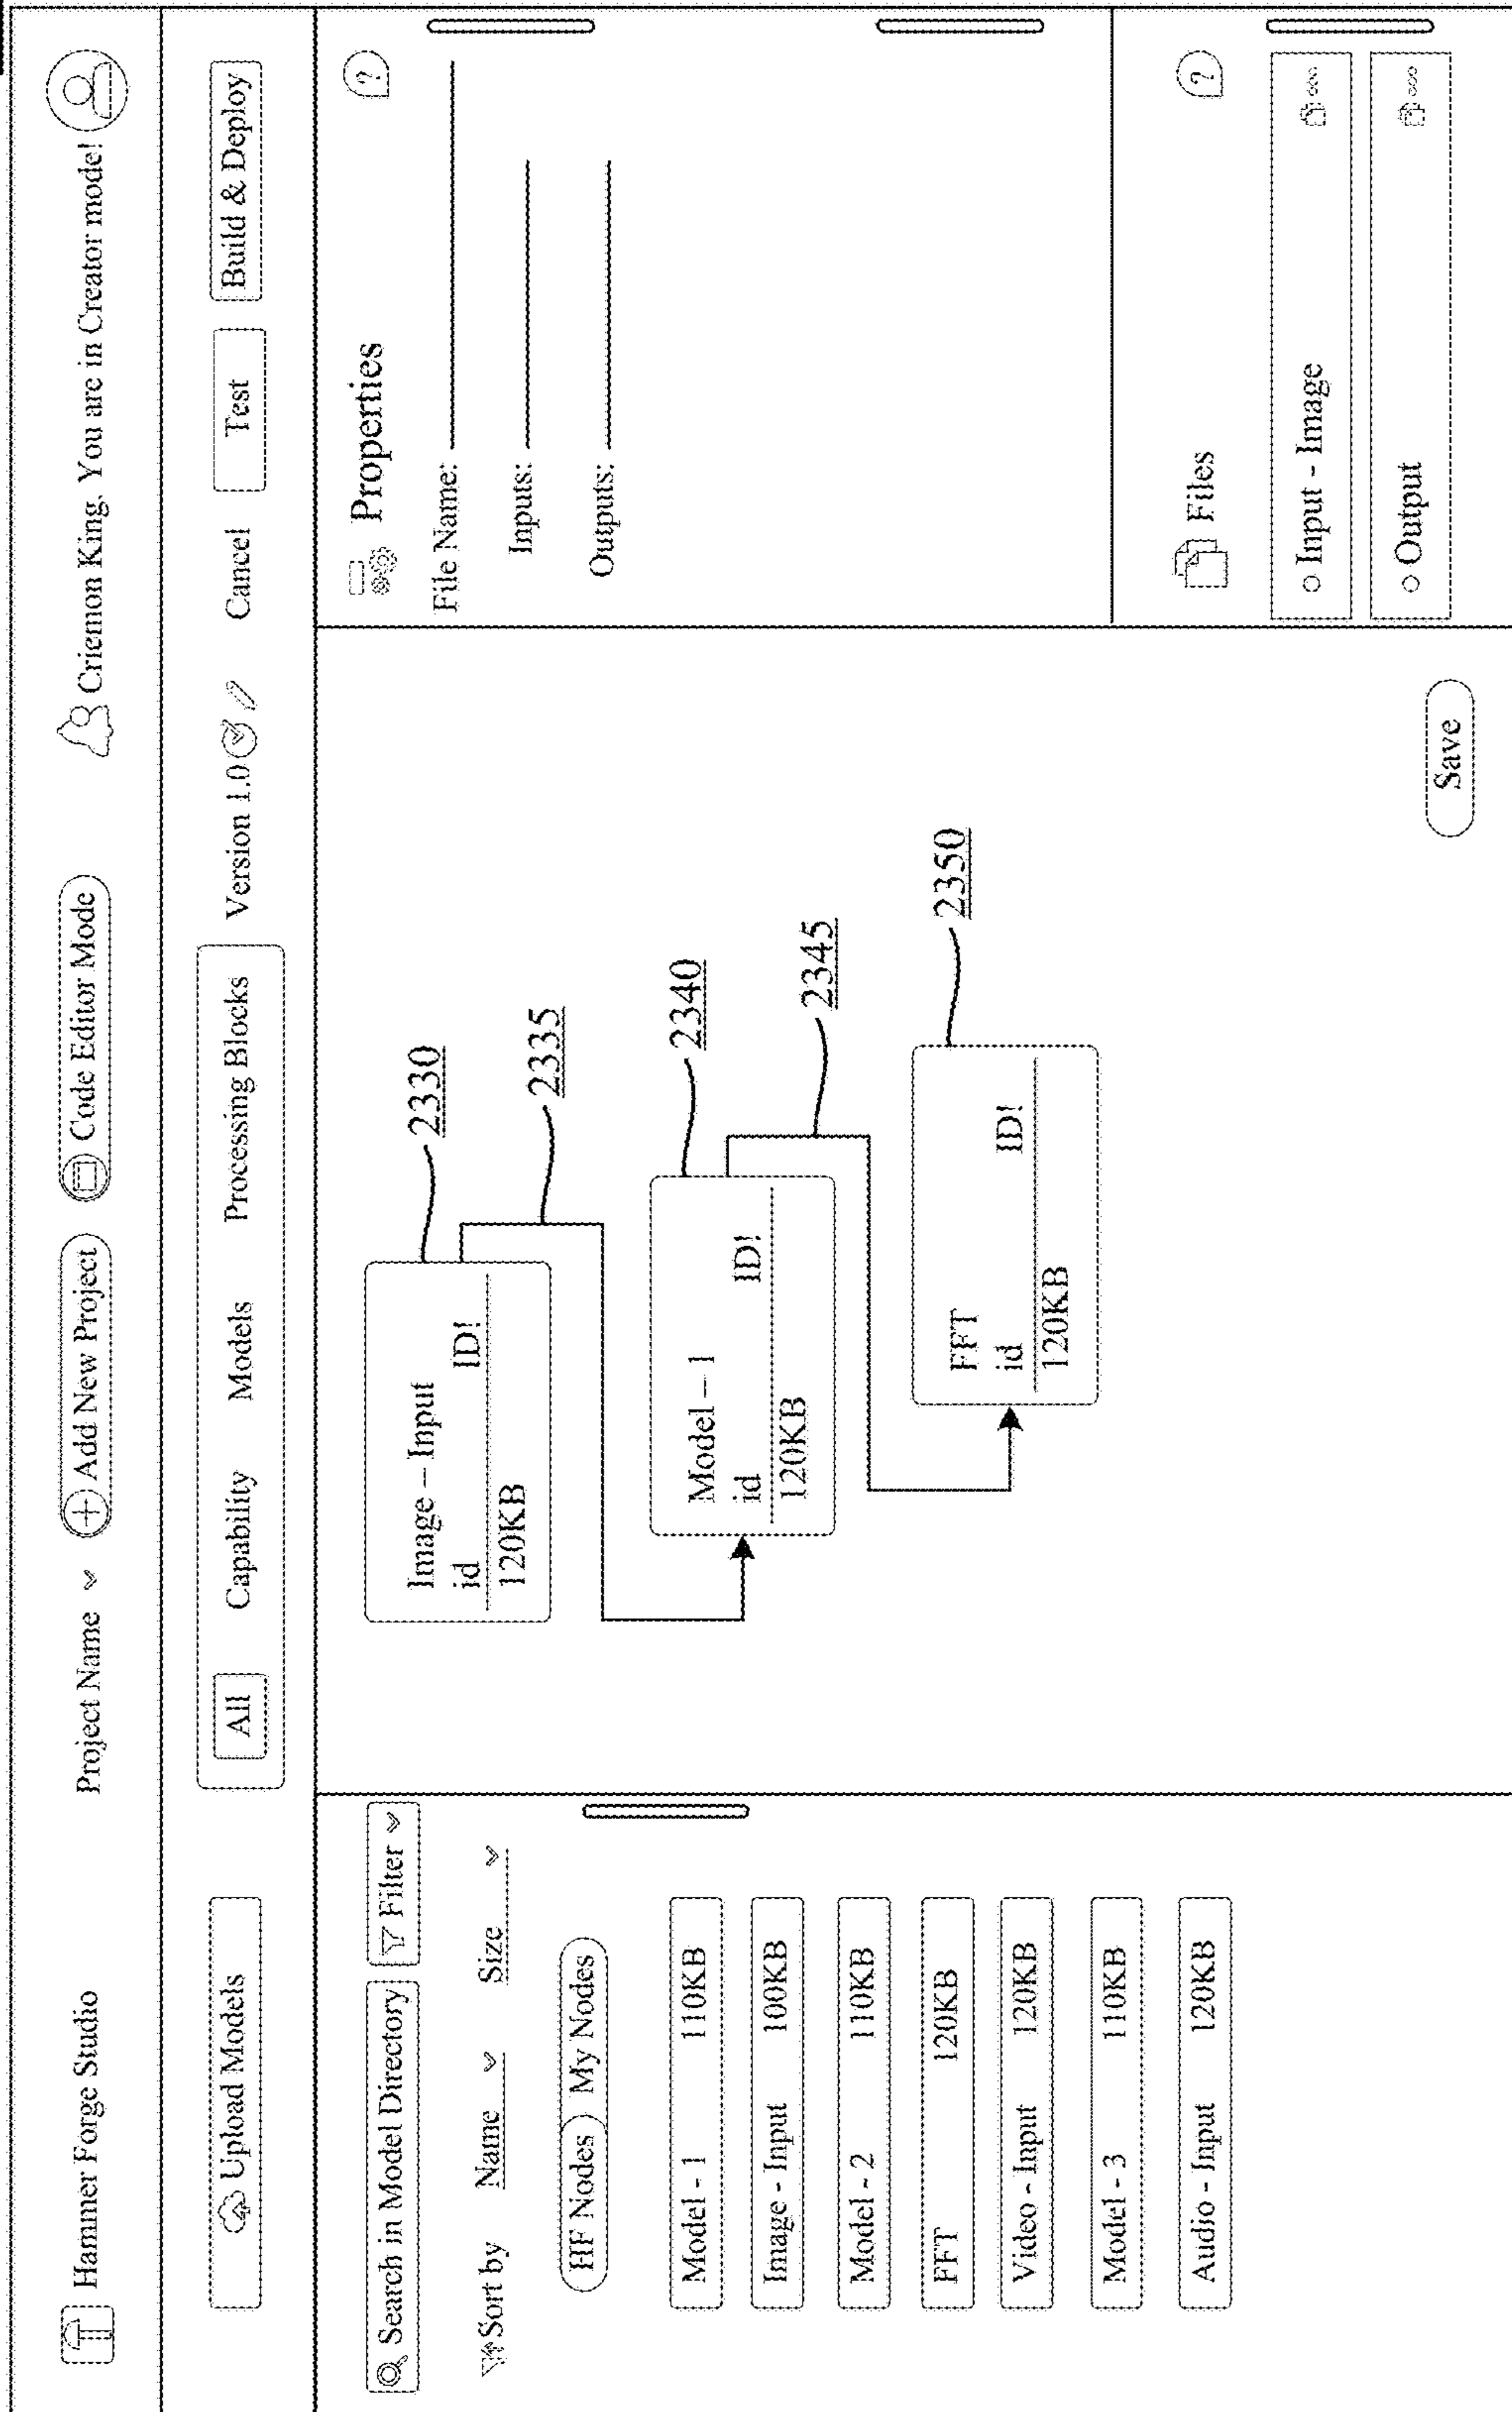 Hammer Forge Studio
Project Name
Add New Project
Code Editor Mode
Criemon King, You are in Creator mode!
Upload Models
All Capability Models Processing Blocks
Version 1.0
Cancel
Test
Build & Deploy
Search in Model Directory
Filter
Sort by Name Size
HF Nodes My Nodes
Model - 1 110KB
Image - Input 100KB
Model - 2 110KB
FFT 120KB
Video - Input 120KB
Model - 3 110KB
Audio - Input 120KB
Image – Input
id ID!
120KB
2330
2335
Model – 1
id ID!
120KB
2340
2345
FFT
id ID!
120KB
2350
Save
Properties ?
File Name:
Inputs:
Outputs:
Files ?
Input - Image
Output